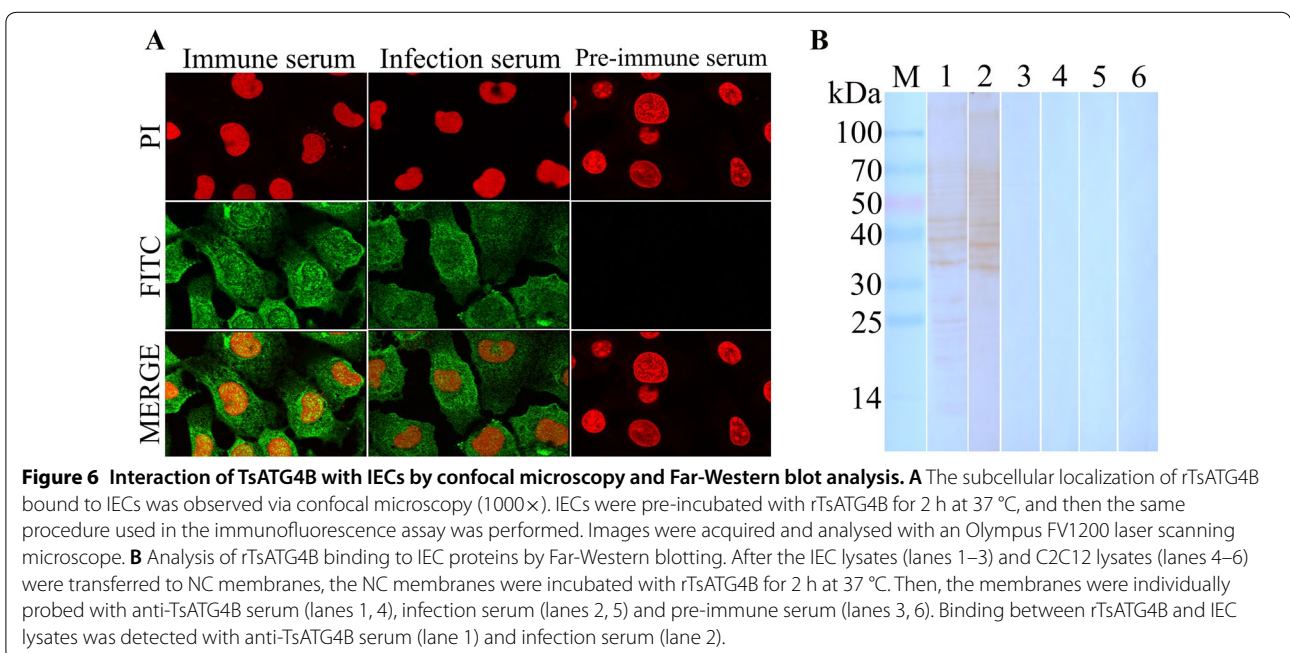 A
Immune serum Infection serum Pre-immune serum
PI
FITC
MERGE
B
M 1 2 3 4 5 6
kDa
100
70
50
40
30
25
14
Figure 6 Interaction of TsATG4B with IECs by confocal microscopy and Far-Western blot analysis. A The subcellular localization of rTsATG4B
bound to IECs was observed via confocal microscopy (1000×). IECs were pre-incubated with rTsATG4B for 2 h at 37 °C, and then the same
procedure used in the immunofluorescence assay was performed. Images were acquired and analysed with an Olympus FV1200 laser scanning
microscope. B Analysis of rTsATG4B binding to IEC proteins by Far-Western blotting. After the IEC lysates (lanes 1–3) and C2C12 lysates (lanes 4–6)
were transferred to NC membranes, the NC membranes were incubated with rTsATG4B for 2 h at 37 °C. Then, the membranes were individually
probed with anti-TsATG4B serum (lanes 1, 4), infection serum (lanes 2, 5) and pre-immune serum (lanes 3, 6). Binding between rTsATG4B and IEC
lysates was detected with anti-TsATG4B serum (lane 1) and infection serum (lane 2).